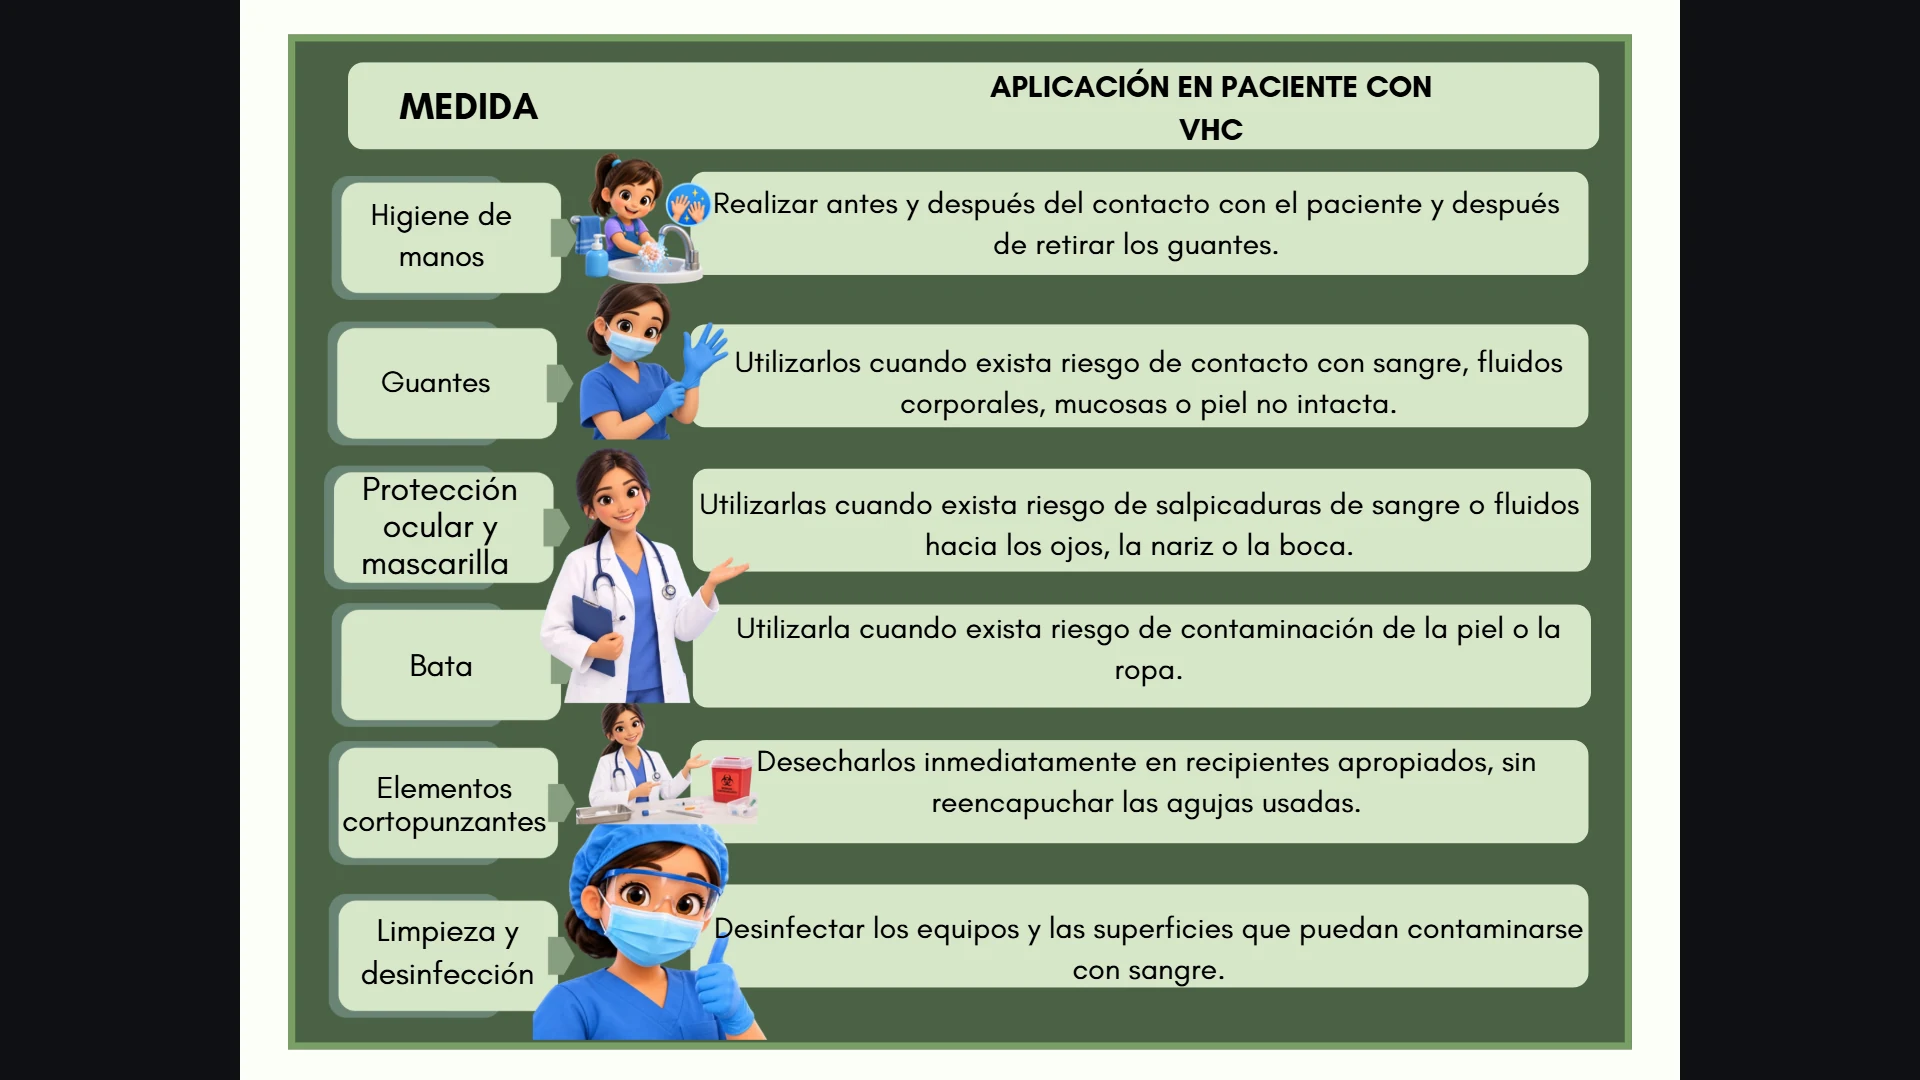 MEDIDA
APLICACIÓN EN PACIENTE CON
VHC
Higiene de
manos
Realizar antes y después del contacto con el paciente y después
de retirar los guantes.
Guantes
Utilizarlos cuando exista riesgo de contacto con sangre, fluidos
corporales, mucosas o piel no intacta.
Protección
ocular y
mascarilla
Utilizarlas cuando exista riesgo de salpicaduras de sangre o fluidos
hacia los ojos, la nariz o la boca.
Bata
Utilizarla cuando exista riesgo de contaminación de la piel o la
ropa.
Elementos
cortopunzantes
Desecharlos inmediatamente en recipientes apropiados, sin
reencapuchar las agujas usadas.
Limpieza y
desinfección
Desinfectar los equipos y las superficies que puedan contaminarse
con sangre.